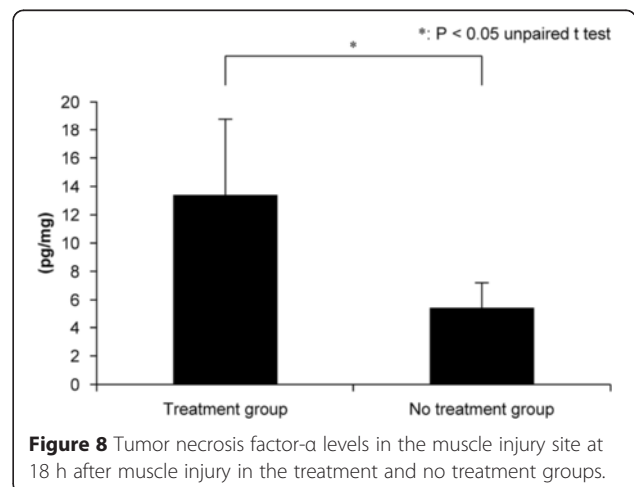 *: P < 0.05 unpaired t test
*
20
18
16
14
12
10
8
6
4
2
0
(pg/mg)
Treatment group
No treatment group
Figure 8 Tumor necrosis factor-α levels in the muscle injury site at
18 h after muscle injury in the treatment and no treatment groups.